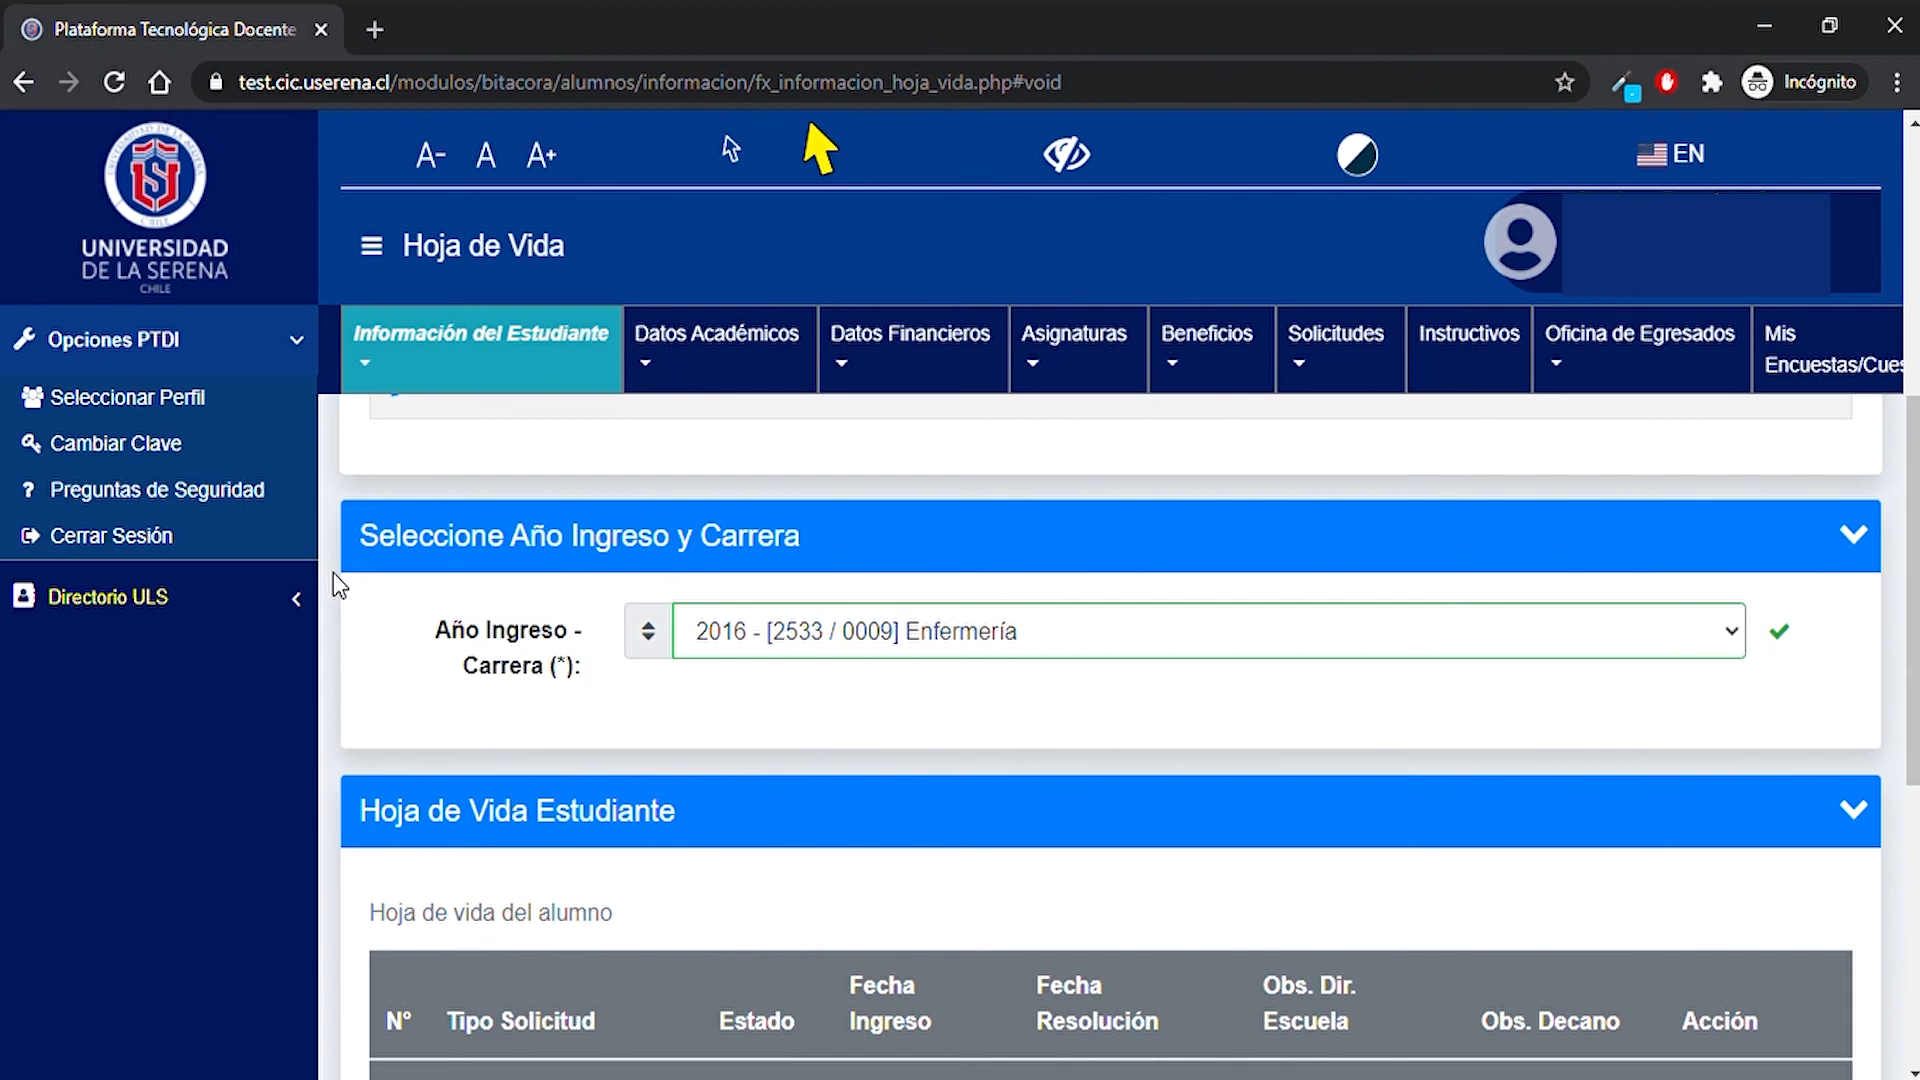 Plataforma Tecnológica Docente
test.cic.userena.cl/modulos/bitacora/alumnos/informacion/fx_informacion_hoja_vida.php#void
Incógnito
UNIVERSIDAD
DE LA SERENA
CHILE
A- A A+
EN
Hoja de Vida
Información del Estudiante
Datos Académicos
Datos Financieros
Asignaturas
Beneficios
Solicitudes
Instructivos
Oficina de Egresados
Mis
Encuestas/Cues
Opciones PTDI
Seleccionar Perfil
Cambiar Clave
Preguntas de Seguridad
Cerrar Sesión
Directorio ULS
Seleccione Año Ingreso y Carrera
Año Ingreso -
Carrera (*):
2016 - [2533 / 0009] Enfermería
Hoja de Vida Estudiante
Hoja de vida del alumno
N°
Tipo Solicitud
Estado
Fecha
Ingreso
Fecha
Resolución
Obs. Dir.
Escuela
Obs. Decano
Acción